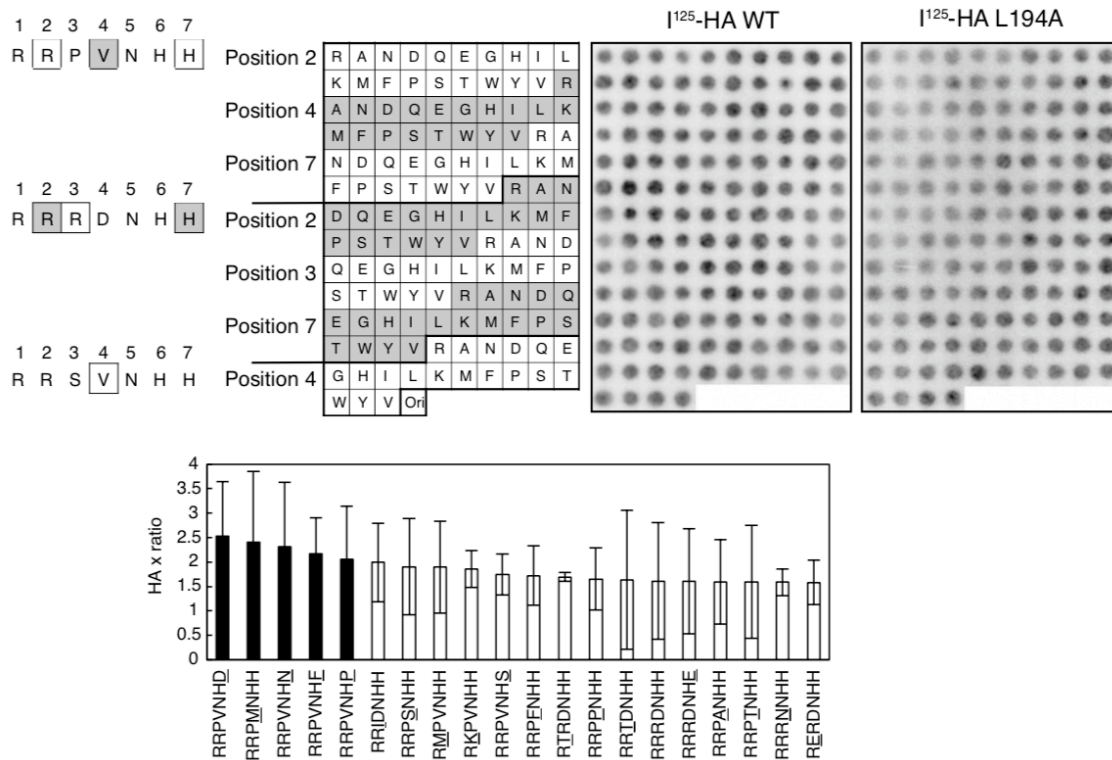 1 2 3 4 5 6 7
R R P V N H H
1 2 3 4 5 6 7
R R R D N H H
1 2 3 4 5 6 7
R R S V N H H
Position 2 R A N D Q E G H I L
K M F P S T W Y V R
Position 4 A N D Q E G H I L K
M F P S T W Y V R A
Position 7 N D Q E G H I L K M
F P S T W Y V R A N
Position 2 D Q E G H I L K M F
P S T W Y V R A N D
Position 3 Q E G H I L K M F P
S T W Y V R A N D Q
Position 7 E G H I L K M F P S
T W Y V R A N D Q E
Position 4 G H I L K M F P S T
W Y V Ori
I¹²⁵-HA WT
I¹²⁵-HA L194A
HA x ratio
4
3.5
3
2.5
2
1.5
1
0.5
0
RRPVNHD
RRPMNHH
RRPVNHN
RRPVNHF
RRPVNHP
RRIDNHH
RRPSNHH
RMPVNHH
RKPVNHH
RRPVNHS
RRPFNHH
RTRDNHH
RRPPNHH
RRTDNHH
RRRDNHH
RRRDNHE
RRPANHH
RRPTNHH
RRRNNHH
RERDNHH